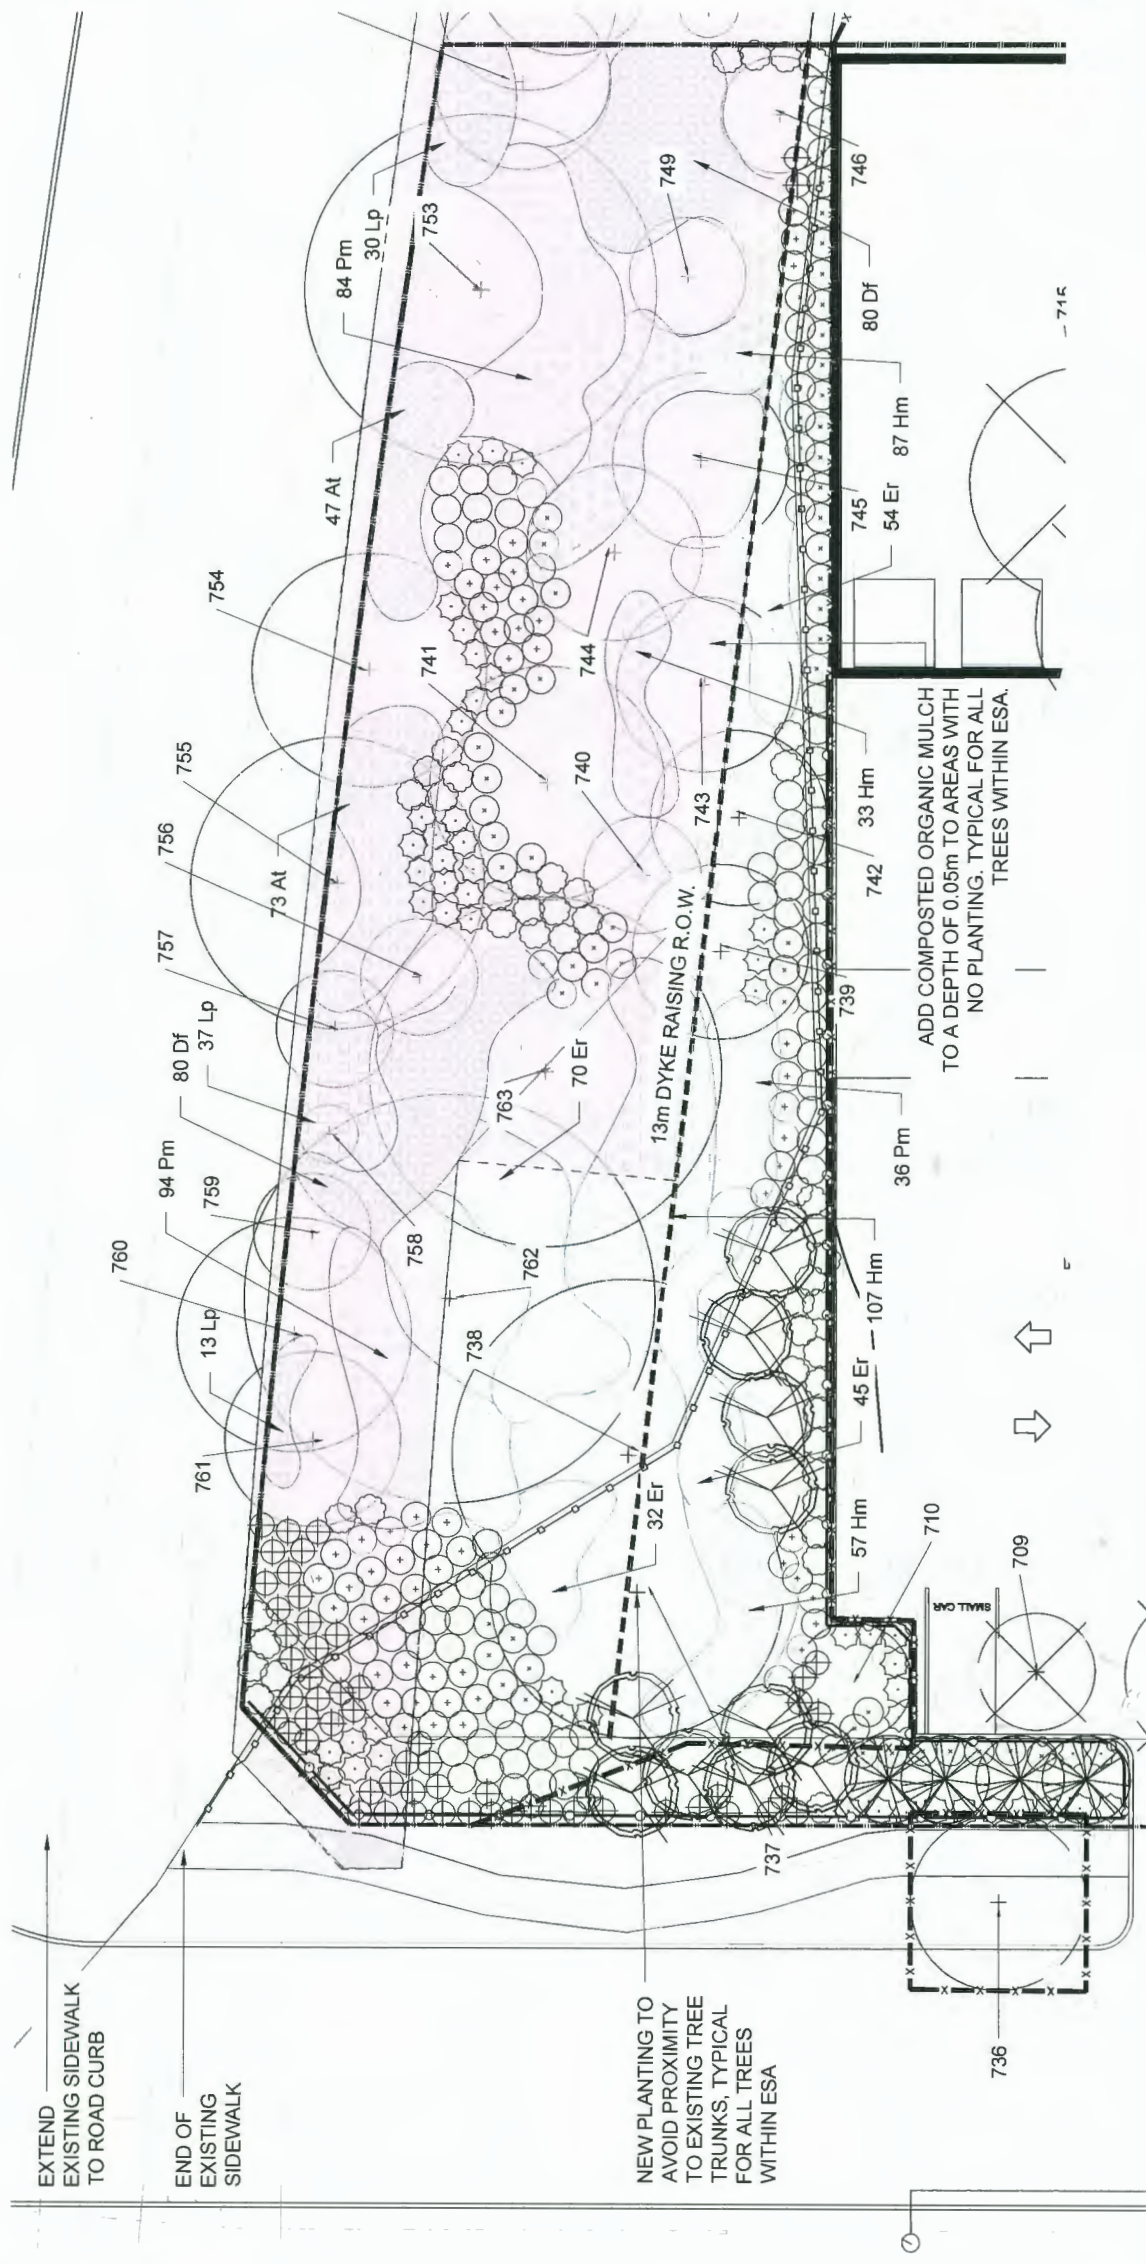 EXTEND
EXISTING SIDEWALK
TO ROAD CURB
END OF
EXISTING
SIDEWALK
NEW PLANTING TO
AVOID PROXIMITY
TO EXISTING TREE
TRUNKS, TYPICAL
FOR ALL TREES
WITHIN ESA
736
737
761
13 Lp
760
759
94 Pm
80 Df
37 Lp
757
756
755
73 At
754
47 At
84 Pm
30 Lp
753
749
741
744
740
743
763
70 Er
758
762
738
32 Er
13m DYKE RAISING R.O.W.
746
80 Df
87 Hm
745
54 Er
33 Hm
742
739
36 Pm
107 Hm
45 Er
57 Hm
710
709
SMALL CAR
715
ADD COMPOSTED ORGANIC MULCH
TO A DEPTH OF 0.05m TO AREAS WITH
NO PLANTING. TYPICAL FOR ALL
TREES WITHIN ESA.